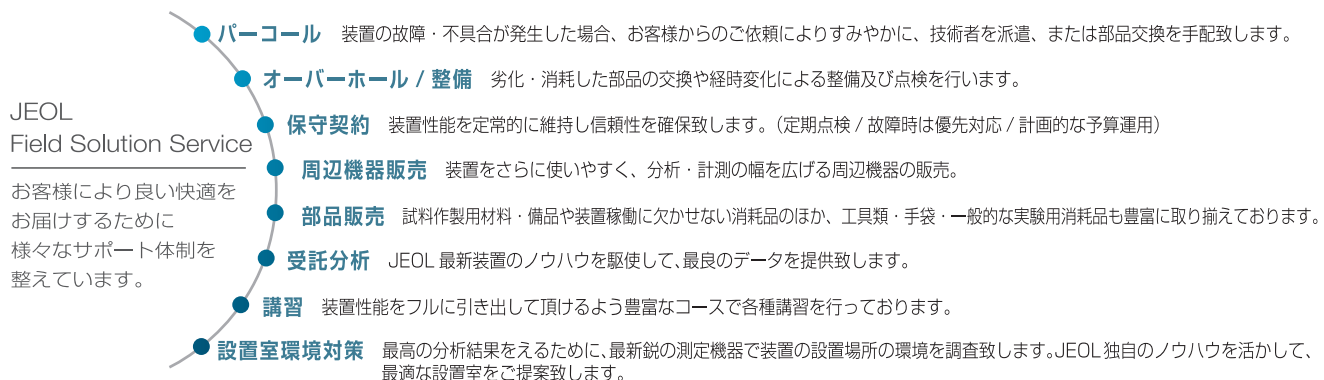 JEOL
Field Solution Service
お客様により良い快適を
お届けするために
様々なサポート体制を
整えています。
パーコール 装置の故障・不具合が発生した場合、お客様からのご依頼によりすみやかに、技術者を派遣、または部品交換を手配致します。
オーバーホール / 整備 劣化・消耗した部品の交換や経時変化による整備及び点検を行います。
保守契約 装置性能を定常的に維持し信頼性を確保致します。（定期点検 / 故障時は優先対応 / 計画的な予算運用）
周辺機器販売 装置をさらに使いやすく、分析・計測の幅を広げる周辺機器の販売。
部品販売 試料作製用材料・備品や装置稼働に欠かせない消耗品のほか、工具類・手袋・一般的な実験用消耗品も豊富に取り揃えております。
受託分析 JEOL 最新装置のノウハウを駆使して、最良のデータを提供致します。
講習 装置性能をフルに引き出して頂けるよう豊富なコースで各種講習を行っております。
設置室環境対策 最高の分析結果をえるために、最新鋭の測定機器で装置の設置場所の環境を調査致します。JEOL 独自のノウハウを活かして、
最適な設置室をご提案致します。